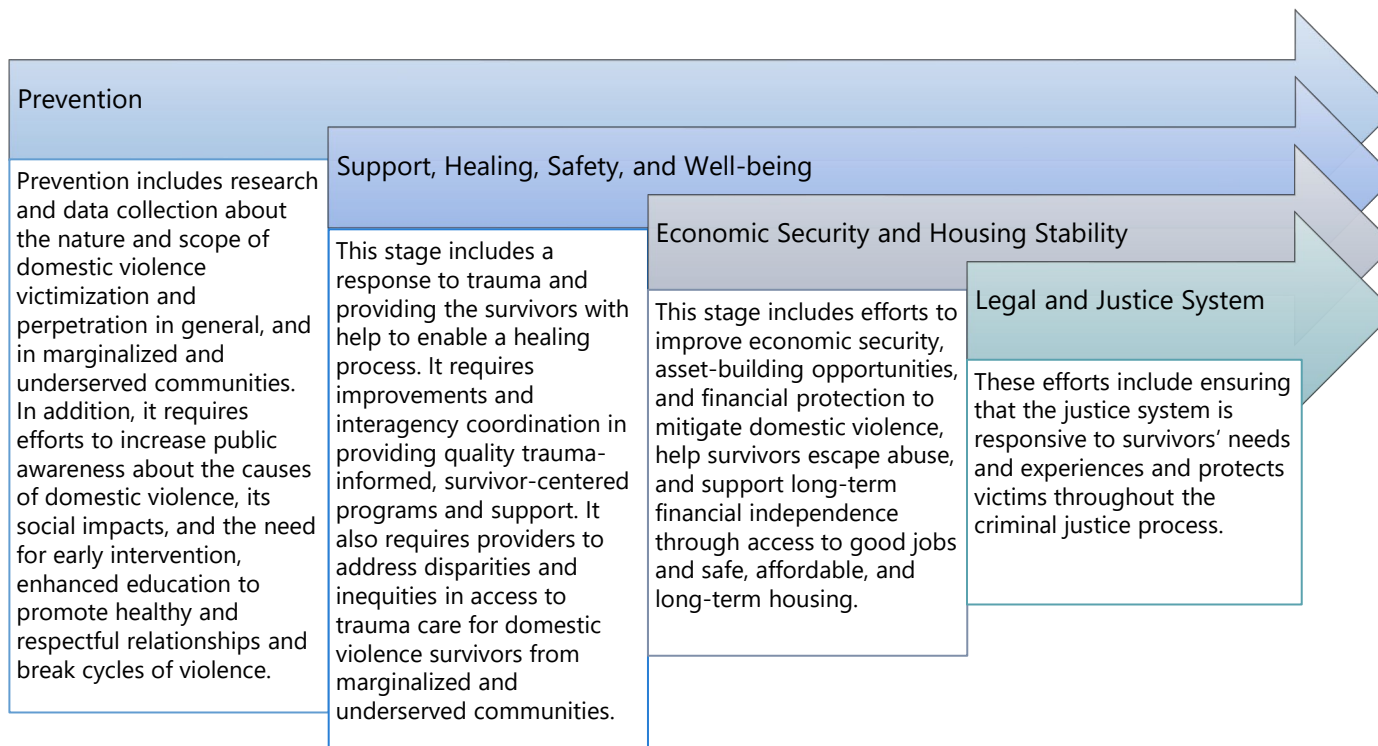 Prevention
Prevention includes research
and data collection about
the nature and scope of
domestic violence
victimization and
perpetration in general, and
in marginalized and
underserved communities.
In addition, it requires
efforts to increase public
awareness about the causes
of domestic violence, its
social impacts, and the need
for early intervention,
enhanced education to
promote healthy and
respectful relationships and
break cycles of violence.
Support, Healing, Safety, and Well-being
This stage includes a
response to trauma and
providing the survivors with
help to enable a healing
process. It requires
improvements and
interagency coordination in
providing quality trauma-
informed, survivor-centered
programs and support. It
also requires providers to
address disparities and
inequities in access to
trauma care for domestic
violence survivors from
marginalized and
underserved communities.
Economic Security and Housing Stability
This stage includes efforts to
improve economic security,
asset-building opportunities,
and financial protection to
mitigate domestic violence,
help survivors escape abuse,
and support long-term
financial independence
through access to good jobs
and safe, affordable, and
long-term housing.
Legal and Justice System
These efforts include ensuring
that the justice system is
responsive to survivors’ needs
and experiences and protects
victims throughout the
criminal justice process.